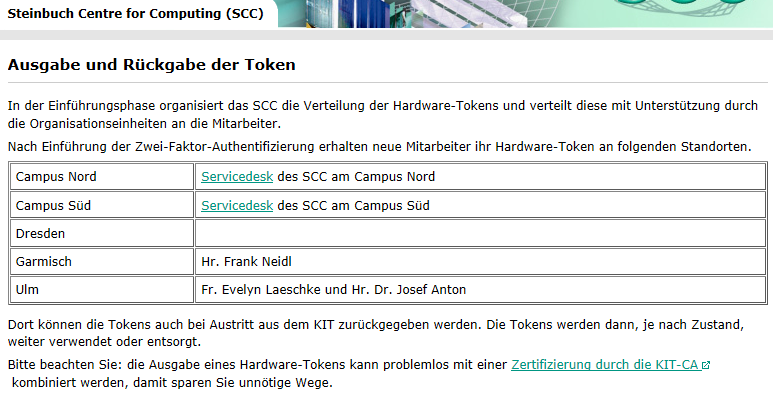 Steinbuch Centre for Computing (SCC)
Ausgabe und Rückgabe der Token
In der Einführungsphase organisiert das SCC die Verteilung der Hardware-Tokens und verteilt diese mit Unterstützung durch
die Organisationseinheiten an die Mitarbeiter.
Nach Einführung der Zwei-Faktor-Authentifizierung erhalten neue Mitarbeiter ihr Hardware-Token an folgenden Standorten.
Campus Nord Servicedesk des SCC am Campus Nord
Campus Süd Servicedesk des SCC am Campus Süd
Dresden
Garmisch Hr. Frank Neidl
Ulm Fr. Evelyn Laeschke und Hr. Dr. Josef Anton
Dort können die Tokens auch bei Austritt aus dem KIT zurückgegeben werden. Die Tokens werden dann, je nach Zustand,
weiter verwendet oder entsorgt.
Bitte beachten Sie: die Ausgabe eines Hardware-Tokens kann problemlos mit einer Zertifizierung durch die KIT-CA
kombiniert werden, damit sparen Sie unnötige Wege.